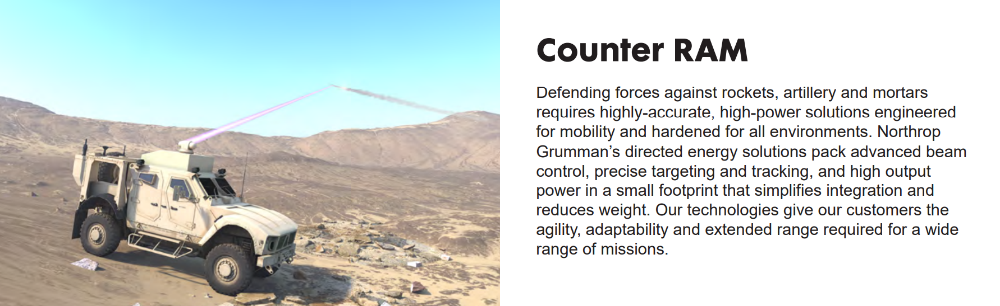 Counter RAM
Defending forces against rockets, artillery and mortars
requires highly-accurate, high-power solutions engineered
for mobility and hardened for all environments. Northrop
Grumman’s directed energy solutions pack advanced beam
control, precise targeting and tracking, and high output
power in a small footprint that simplifies integration and
reduces weight. Our technologies give our customers the
agility, adaptability and extended range required for a wide
range of missions.